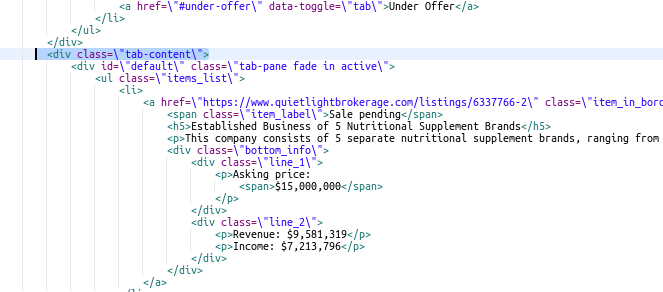 <a href=\"#under-offer\" data-toggle=\"tab\">Under Offer</a>
</li>
</ul>
</div>
<div class=\"tab-content\">
<div id=\"default\" class=\"tab-pane fade in active\">
<ul class=\"items_list\">
<li>
<a href=\"https://www.quietlightbrokerage.com/listings/6337766-2\" class=\"item_in_bord
<span class=\"item_label\">Sale pending</span>
<h5>Established Business of 5 Nutritional Supplement Brands</h5>
<p>This company consists of 5 separate nutritional supplement brands, ranging from
<div class=\"bottom_info\">
<div class=\"line_1\">
<p>Asking price:
<span>$15,000,000</span>
</p>
</div>
<div class=\"line_2\">
<p>Revenue: $9,581,319</p>
<p>Income: $7,213,796</p>
</div>
</div>
</a>